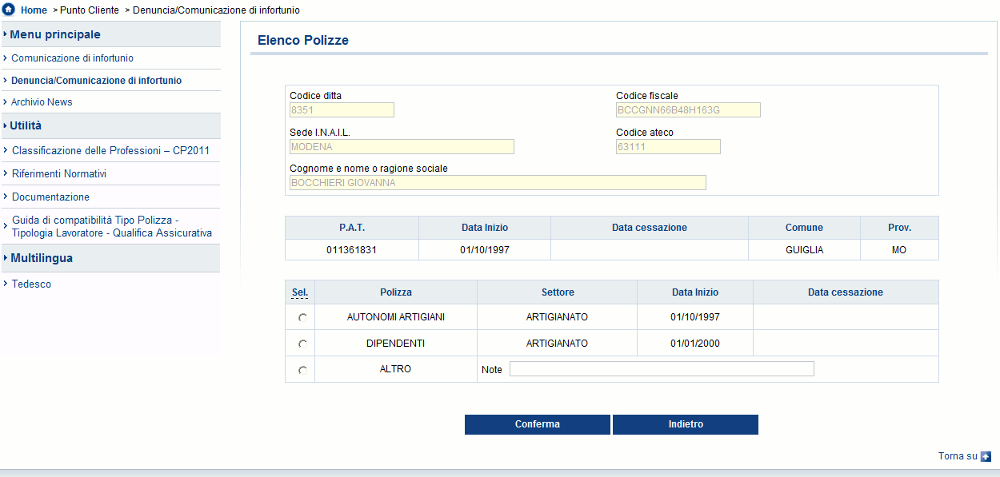 Home > Punto Cliente > Denuncia/Comunicazione di infortunio
Menu principale
Comunicazione di infortunio
Denuncia/Comunicazione di infortunio
Archivio News
Utilità
Classificazione delle Professioni – CP2011
Riferimenti Normativi
Documentazione
Guida di compatibilità Tipo Polizza -
Tipologia Lavoratore - Qualifica Assicurativa
Multilingua
Tedesco
Elenco Polizze
Codice ditta Codice fiscale
8351 BCCGNN66B48H163G
Sede I.N.A.I.L. Codice ateco
MODENA 63111
Cognome e nome o ragione sociale
BOCCHIERI GIOVANNA
P.A.T. Data Inizio Data cessazione Comune Prov.
011361831 01/10/1997 GUIGLIA MO
Sel. Polizza Settore Data Inizio Data cessazione
AUTONOMI ARTIGIANI ARTIGIANATO 01/10/1997
DIPENDENTI ARTIGIANATO 01/01/2000
ALTRO Note
Conferma Indietro
Torna su